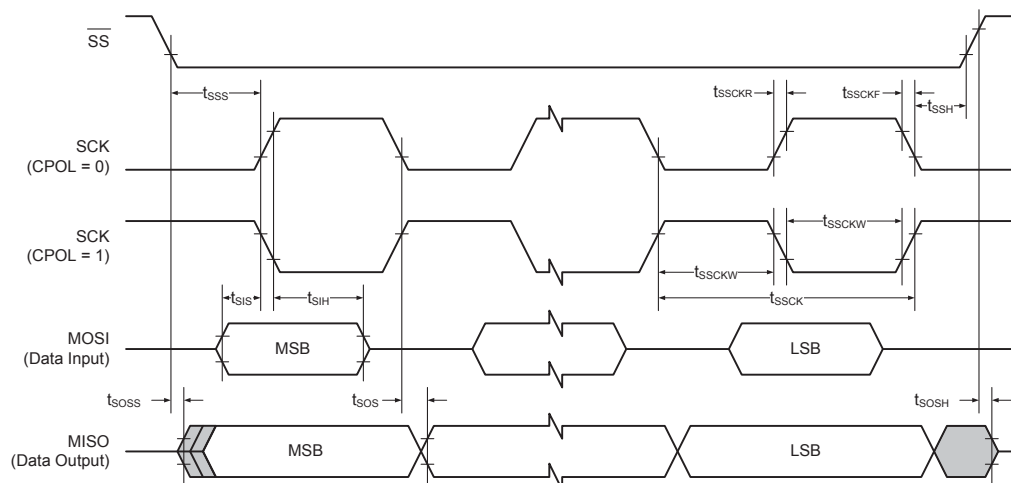 SS
tSSS
tSSCKR
tSSCKF
tSSH
SCK
(CPOL = 0)
SCK
(CPOL = 1)
tSSCKW
tSSCKW
tSSCK
tSIS
tSIH
MOSI
(Data Input)
MSB
LSB
tSOSS
tSOS
tSOSH
MISO
(Data Output)
MSB
LSB